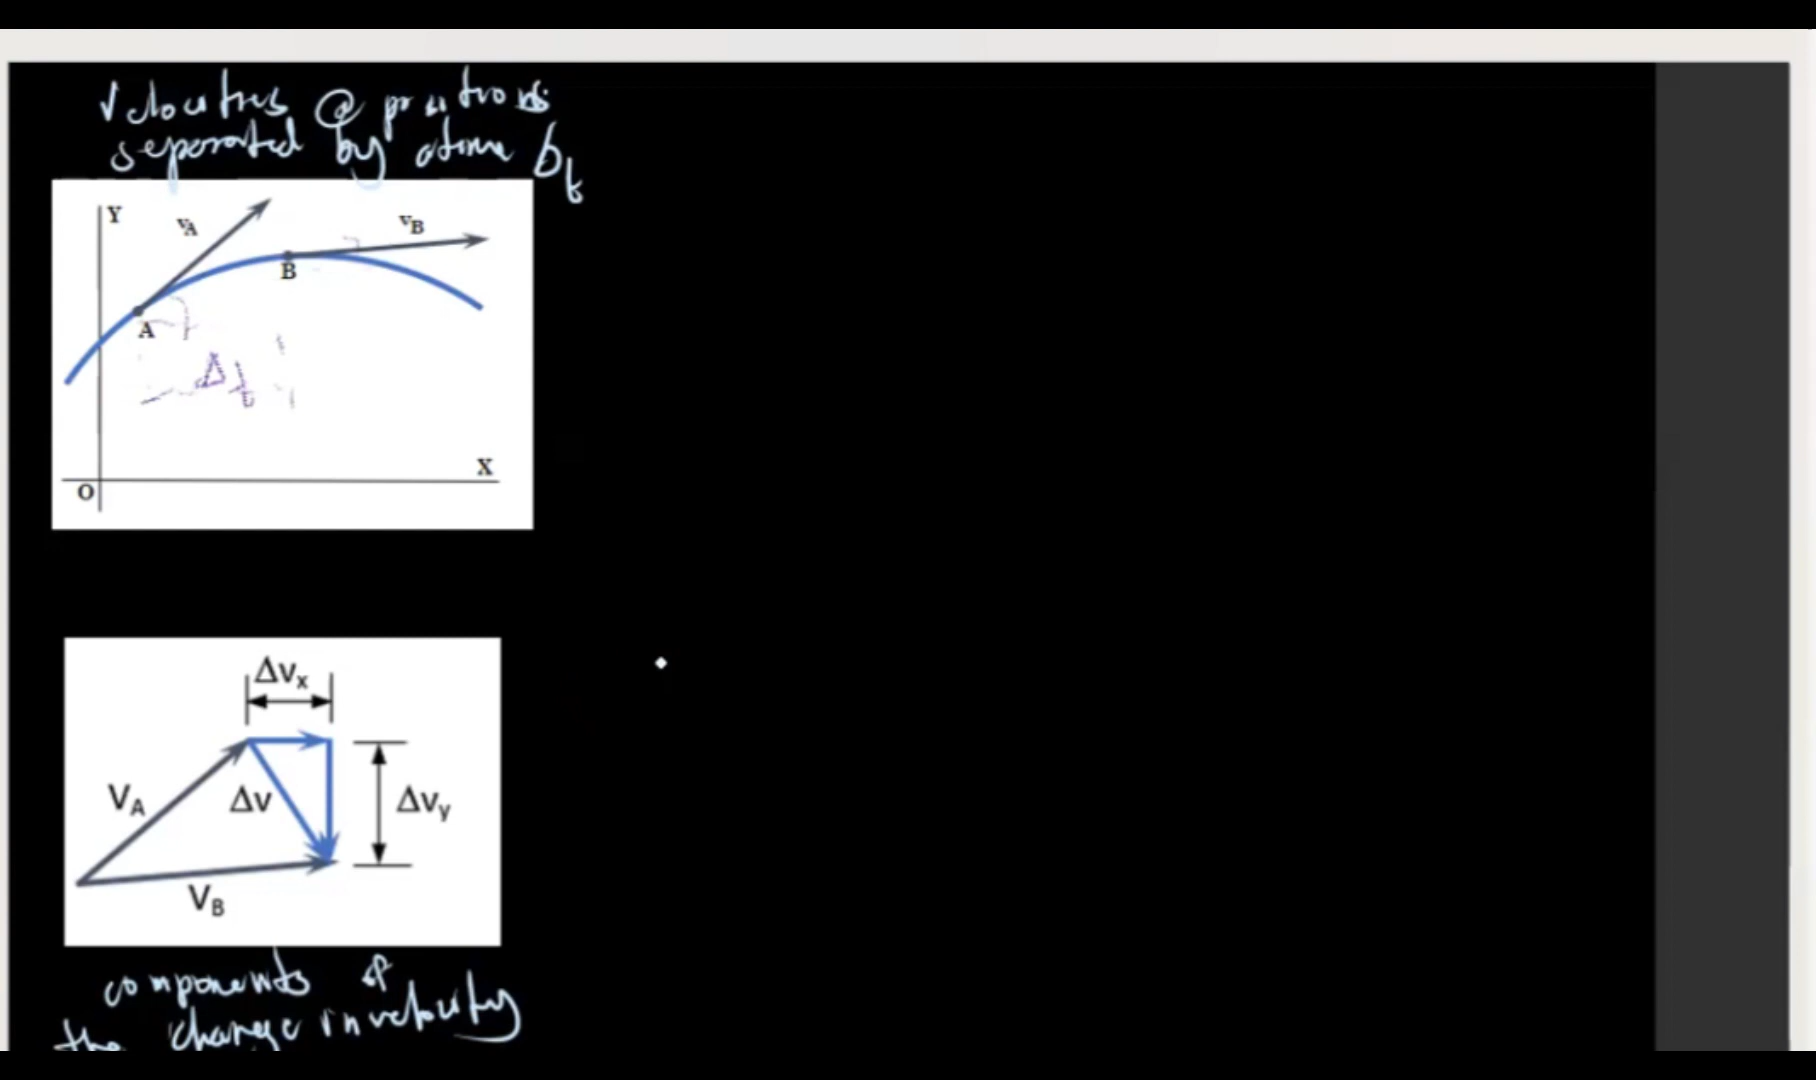 Velocities @ positions
separated by a time Δt
Y
vA
vB
B
A
Δt
X
O
Δvx
VA
Δv
Δvy
VB
components of
the change in velocity